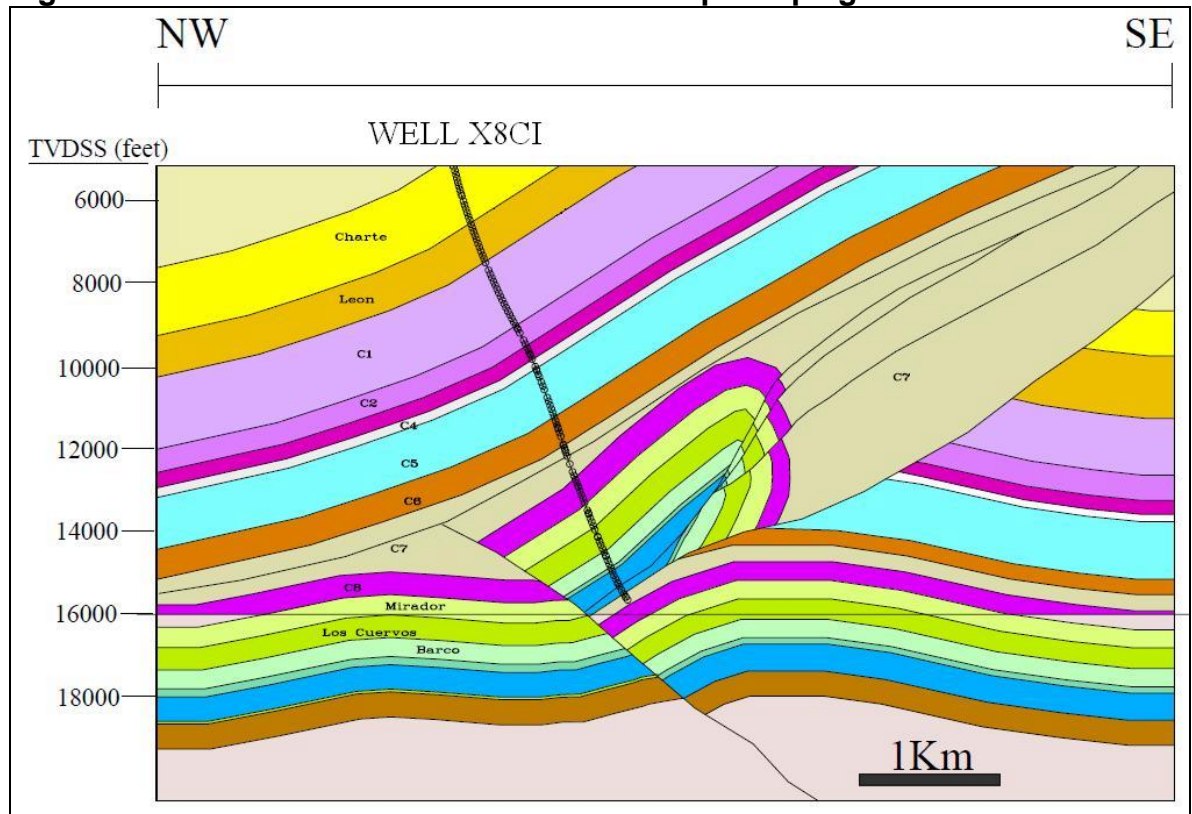 NW
SE
WELL X8CI
TVDSS (feet)
6000
8000
10000
12000
14000
16000
18000
Charte
Leon
C1
C2
C4
C5
C6
C7
C7
C8
Mirador
Los Cuervos
Barco
1Km